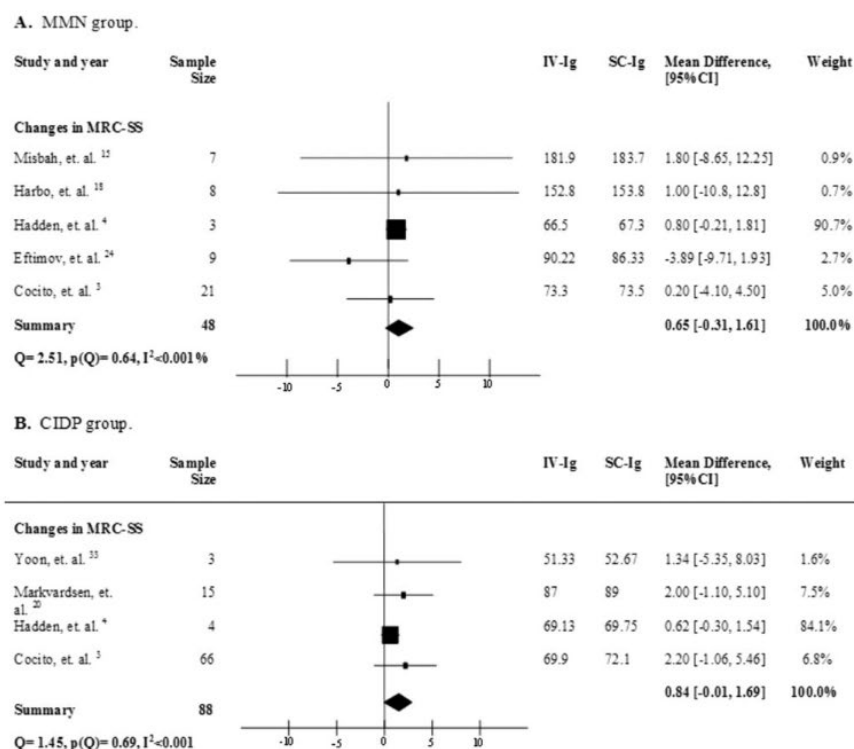 A. MMN group.
Study and year Sample Size IV-Ig SC-Ig Mean Difference, [95% CI] Weight
Changes in MRC-SS
Misbah, et. al. 15 7 181.9 183.7 1.80 [-8.65, 12.25] 0.9%
Harbo, et. al. 18 8 152.8 153.8 1.00 [-10.8, 12.8] 0.7%
Hadden, et. al. 4 3 66.5 67.3 0.80 [-0.21, 1.81] 90.7%
Eftimov, et. al. 24 9 90.22 86.33 -3.89 [-9.71, 1.93] 2.7%
Cocito, et. al. 3 21 73.3 73.5 0.20 [-4.10, 4.50] 5.0%
Summary 48 0.65 [-0.31, 1.61] 100.0%
Q= 2.51, p(Q)= 0.64, I2<0.001%
-10 -5 0 5 10
B. CIDP group.
Study and year Sample Size IV-Ig SC-Ig Mean Difference, [95% CI] Weight
Changes in MRC-SS
Yoon, et. al. 33 3 51.33 52.67 1.34 [-5.35, 8.03] 1.6%
Markvardsen, et. al. 20 15 87 89 2.00 [-1.10, 5.10] 7.5%
Hadden, et. al. 4 4 69.13 69.75 0.62 [-0.30, 1.54] 84.1%
Cocito, et. al. 3 66 69.9 72.1 2.20 [-1.06, 5.46] 6.8%
0.84 [-0.01, 1.69] 100.0%
Summary 88
Q= 1.45, p(Q)= 0.69, I2<0.001
-10 -5 0 5 10